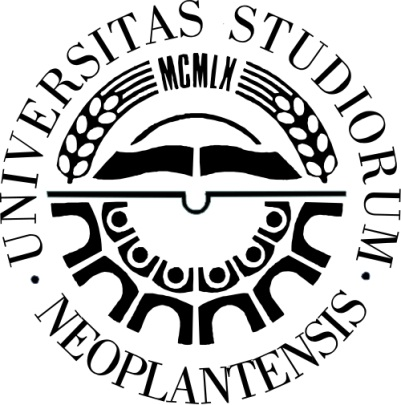 UNIVERSITAS STUDIORUM
MCMLX
· NEOPLANTENSIS ·